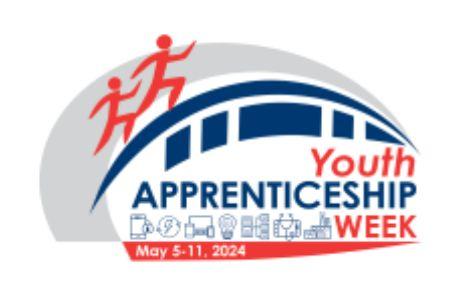 Youth
APPRENTICESHIP
WEEK
May 5-11, 2024